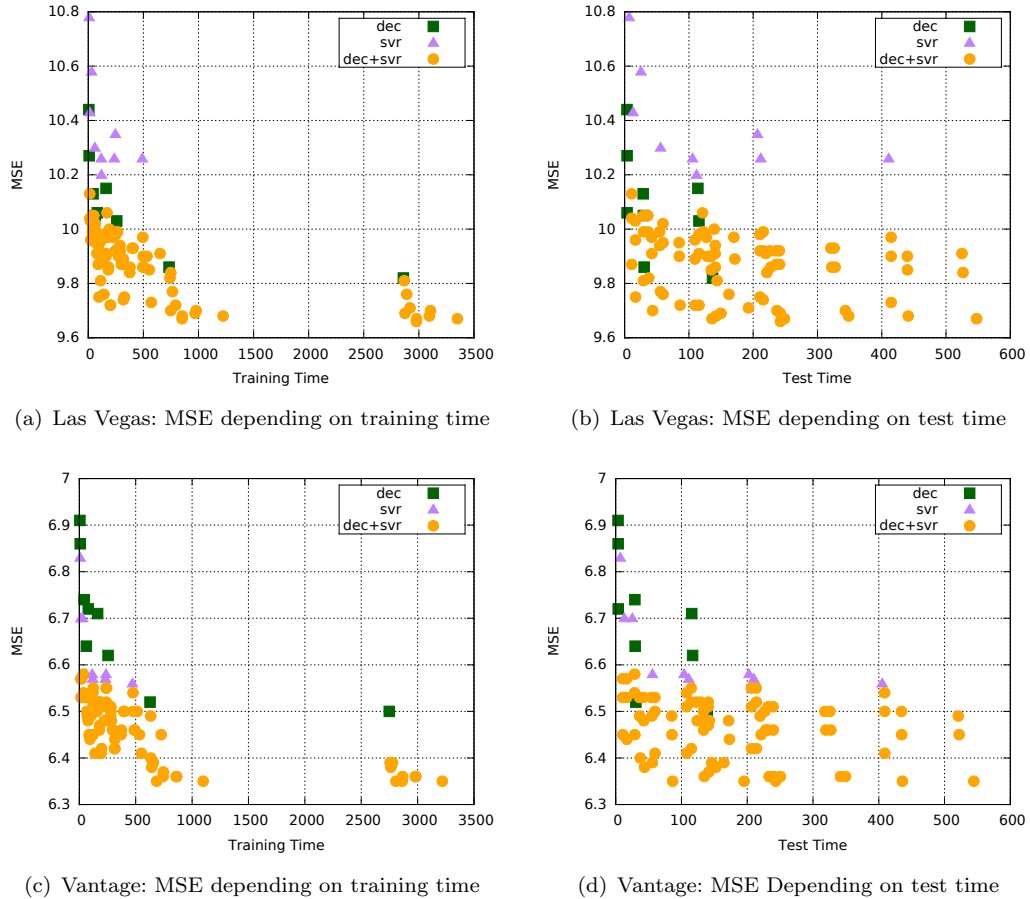 10.8
10.6
10.4
10.2
10
9.8
9.6
MSE
dec
svr
dec+svr
0 500 1000 1500 2000 2500 3000 3500
Training Time
(a) Las Vegas: MSE depending on training time
10.8
10.6
10.4
10.2
10
9.8
9.6
MSE
dec
svr
dec+svr
0 100 200 300 400 500 600
Test Time
(b) Las Vegas: MSE depending on test time
7
6.9
6.8
6.7
6.6
6.5
6.4
6.3
MSE
dec
svr
dec+svr
0 500 1000 1500 2000 2500 3000 3500
Training Time
(c) Vantage: MSE depending on training time
7
6.9
6.8
6.7
6.6
6.5
6.4
6.3
MSE
dec
svr
dec+svr
0 100 200 300 400 500 600
Test Time
(d) Vantage: MSE Depending on test time